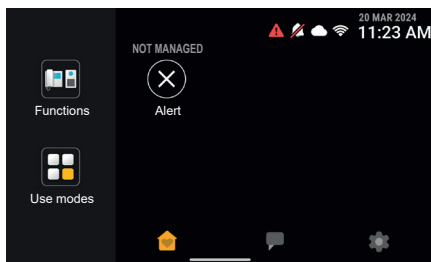 20 MAR 2024
11:23 AM
NOT MANAGED
Functions
Alert
Use modes